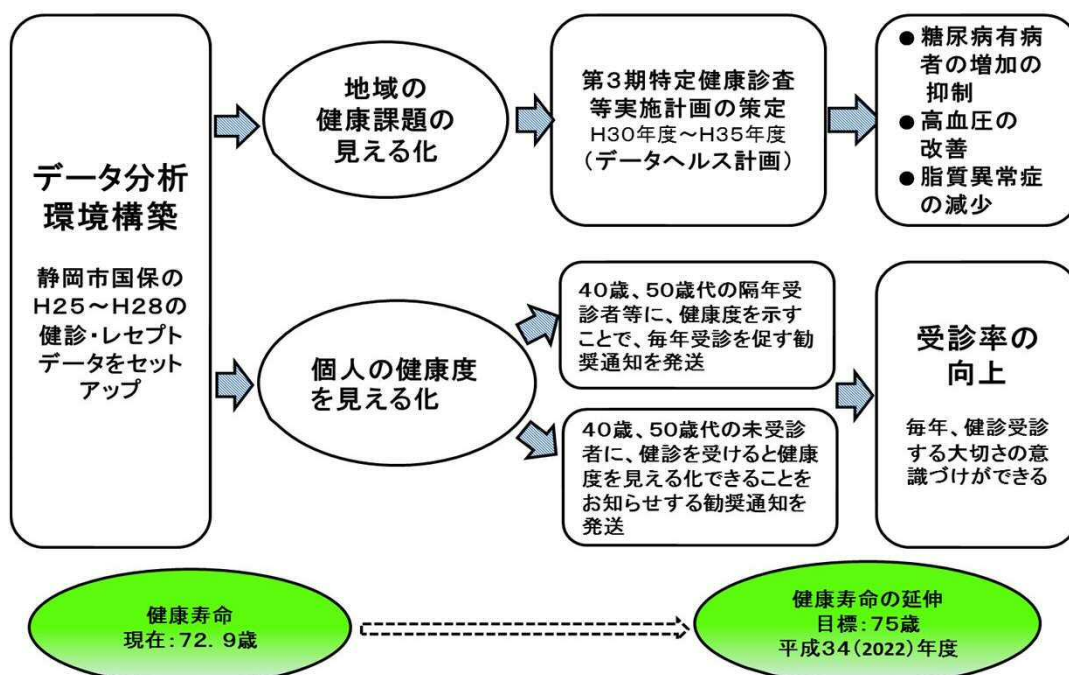 データ分析
環境構築
静岡市国保の
H25～H28の
健診・レセプト
データをセット
アップ
地域の
健康課題の
見える化
第3期特定健康診査
等実施計画の策定
H30年度～H35年度
(データヘルス計画)
●糖尿病有病
者の増加の
抑制
●高血圧の
改善
●脂質異常症
の減少
個人の健康度
を見える化
40歳、50歳代の隔年受
診者等に、健康度を示す
ことで、毎年受診を促す勧
奨通知を発送
40歳、50歳代の未受診
者に、健診を受けると健康
度を見える化できることを
お知らせする勧奨通知を
発送
受診率の
向上
毎年、健診受診
する大切さの意
識づけができる
健康寿命
現在:72.9歳
健康寿命の延伸
目標:75歳
平成34(2022)年度